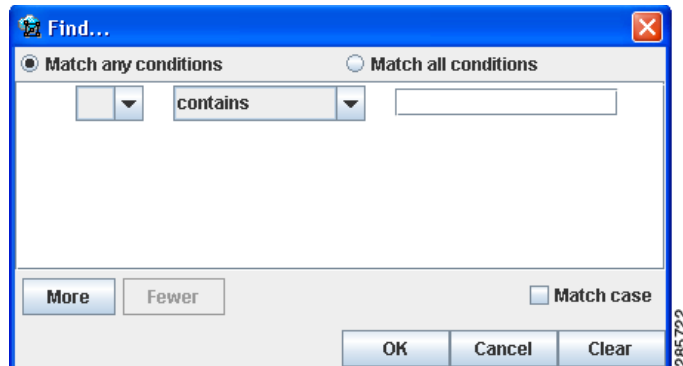 Find...
Match any conditions
Match all conditions
contains
More
Fewer
Match case
OK
Cancel
Clear
285722